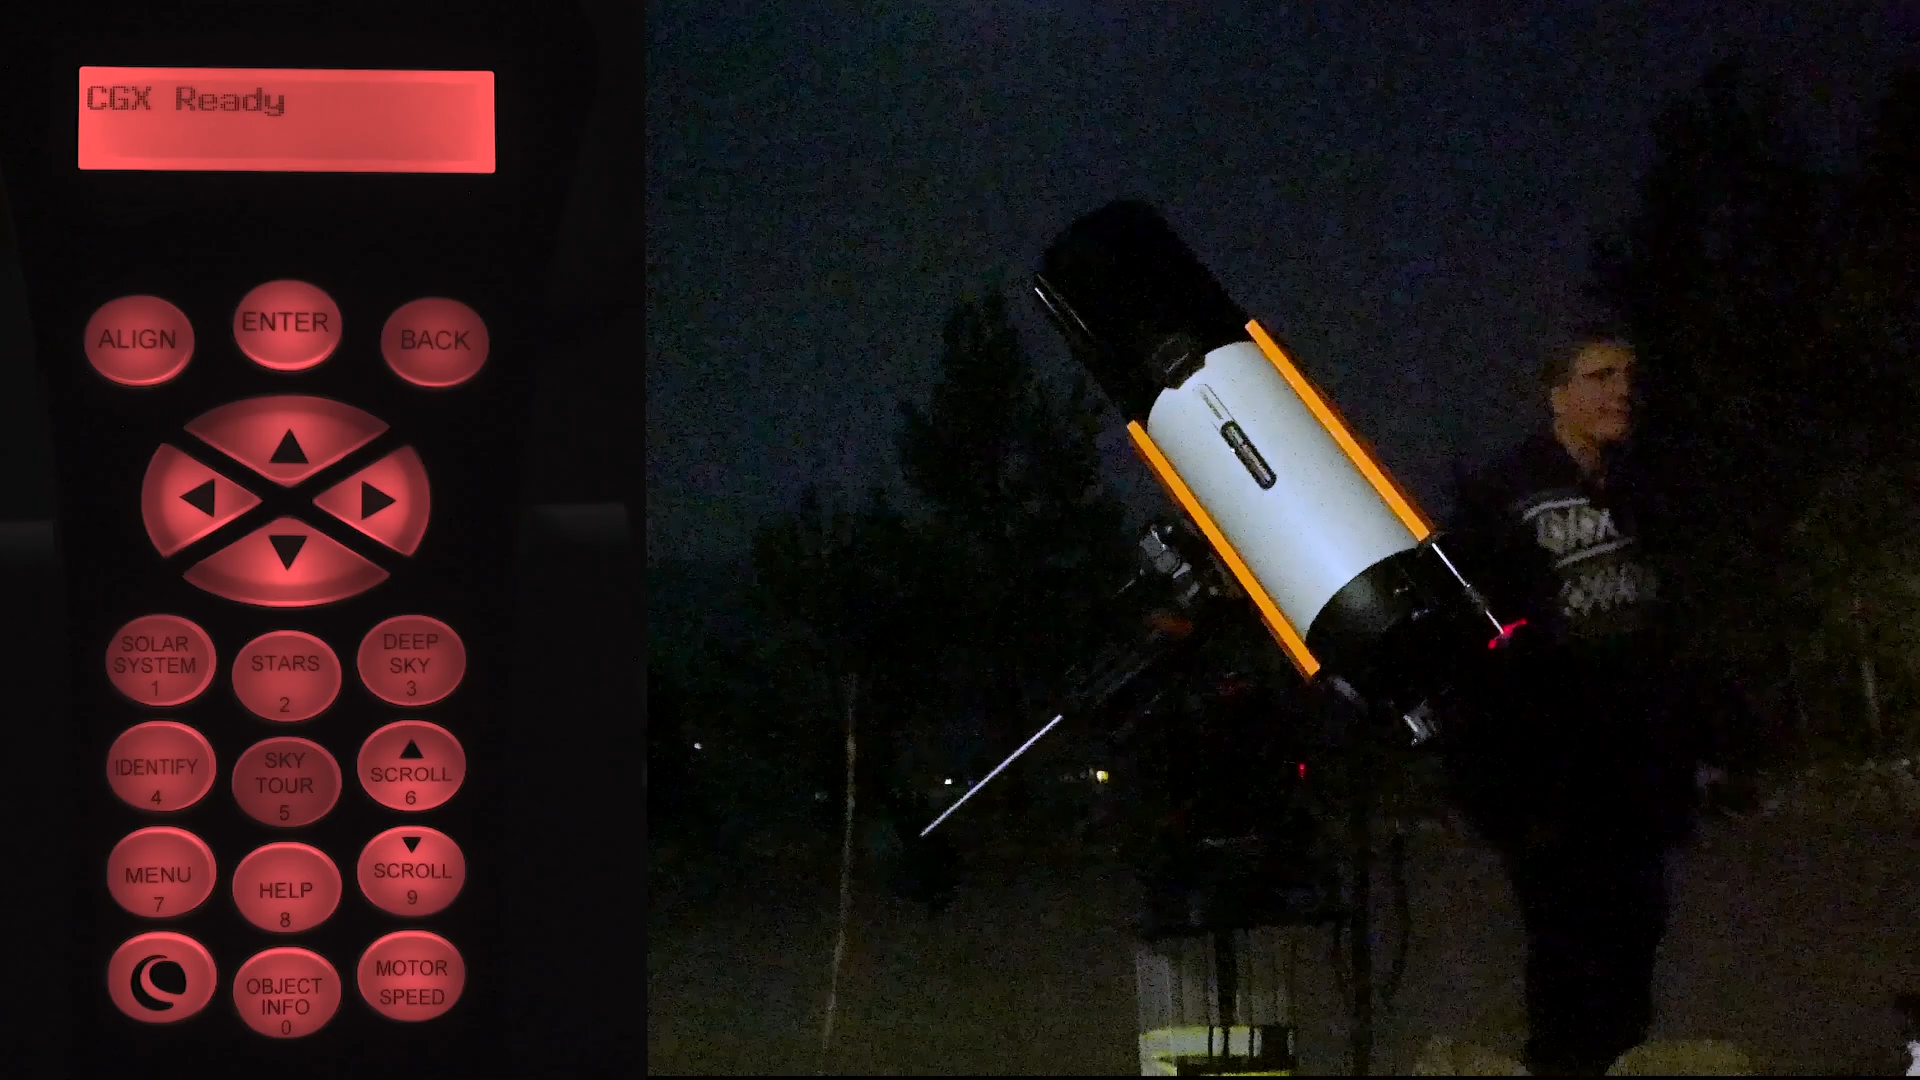 CGX Ready
ALIGN
ENTER
BACK
SOLAR
SYSTEM
1
STARS
2
DEEP
SKY
3
IDENTIFY
4
SKY
TOUR
5
SCROLL
6
MENU
7
HELP
8
SCROLL
9
OBJECT
INFO
0
MOTOR
SPEED